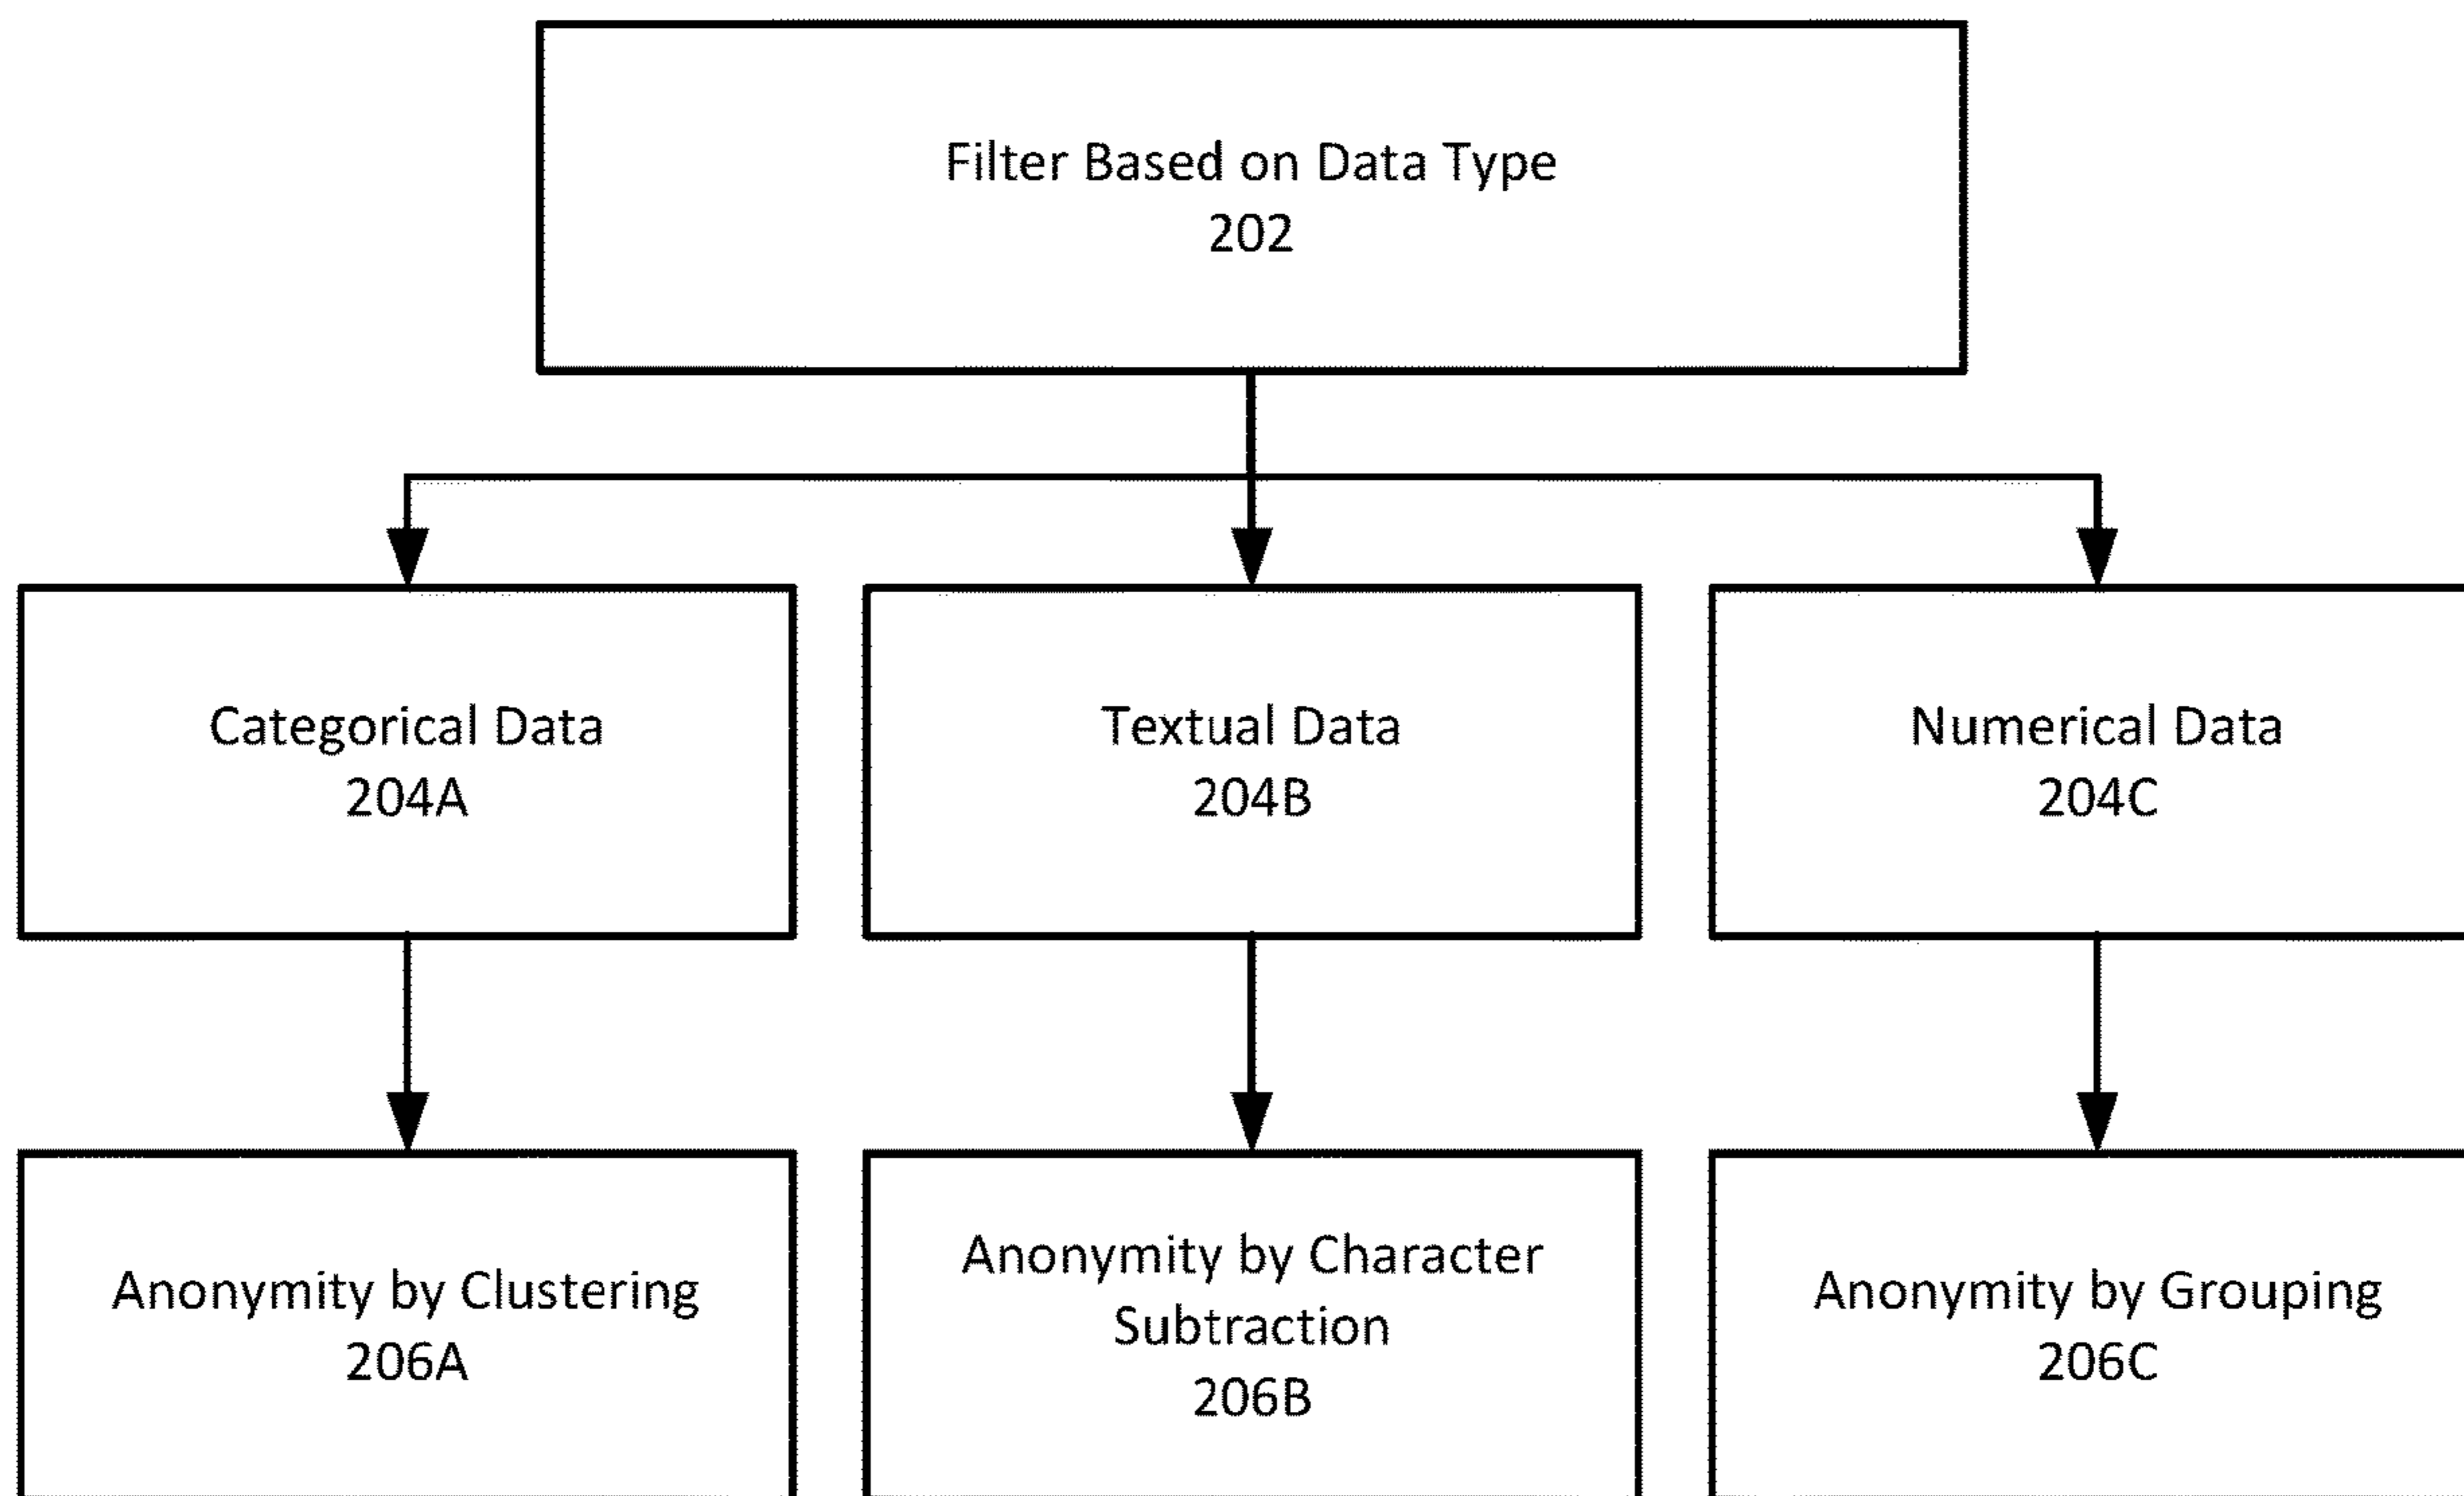 Filter Based on Data Type
202
Categorical Data
204A
Textual Data
204B
Numerical Data
204C
Anonymity by Clustering
206A
Anonymity by Character
Subtraction
206B
Anonymity by Grouping
206C